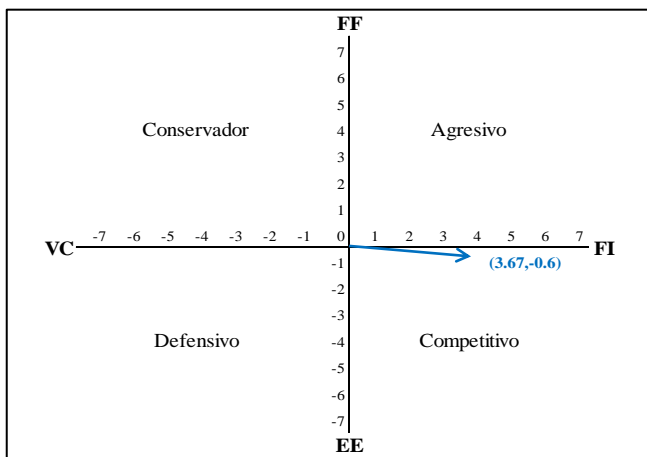 FF
7
6
5
Conservador Agresivo
4
3
2
1
-7 -6 -5 -4 -3 -2 -1 0 1 2 3 4 5 6 7
VC FI
-1 (3.67,-0.6)
-2
-3
Defensivo Competitivo
-4
-5
-6
-7
EE